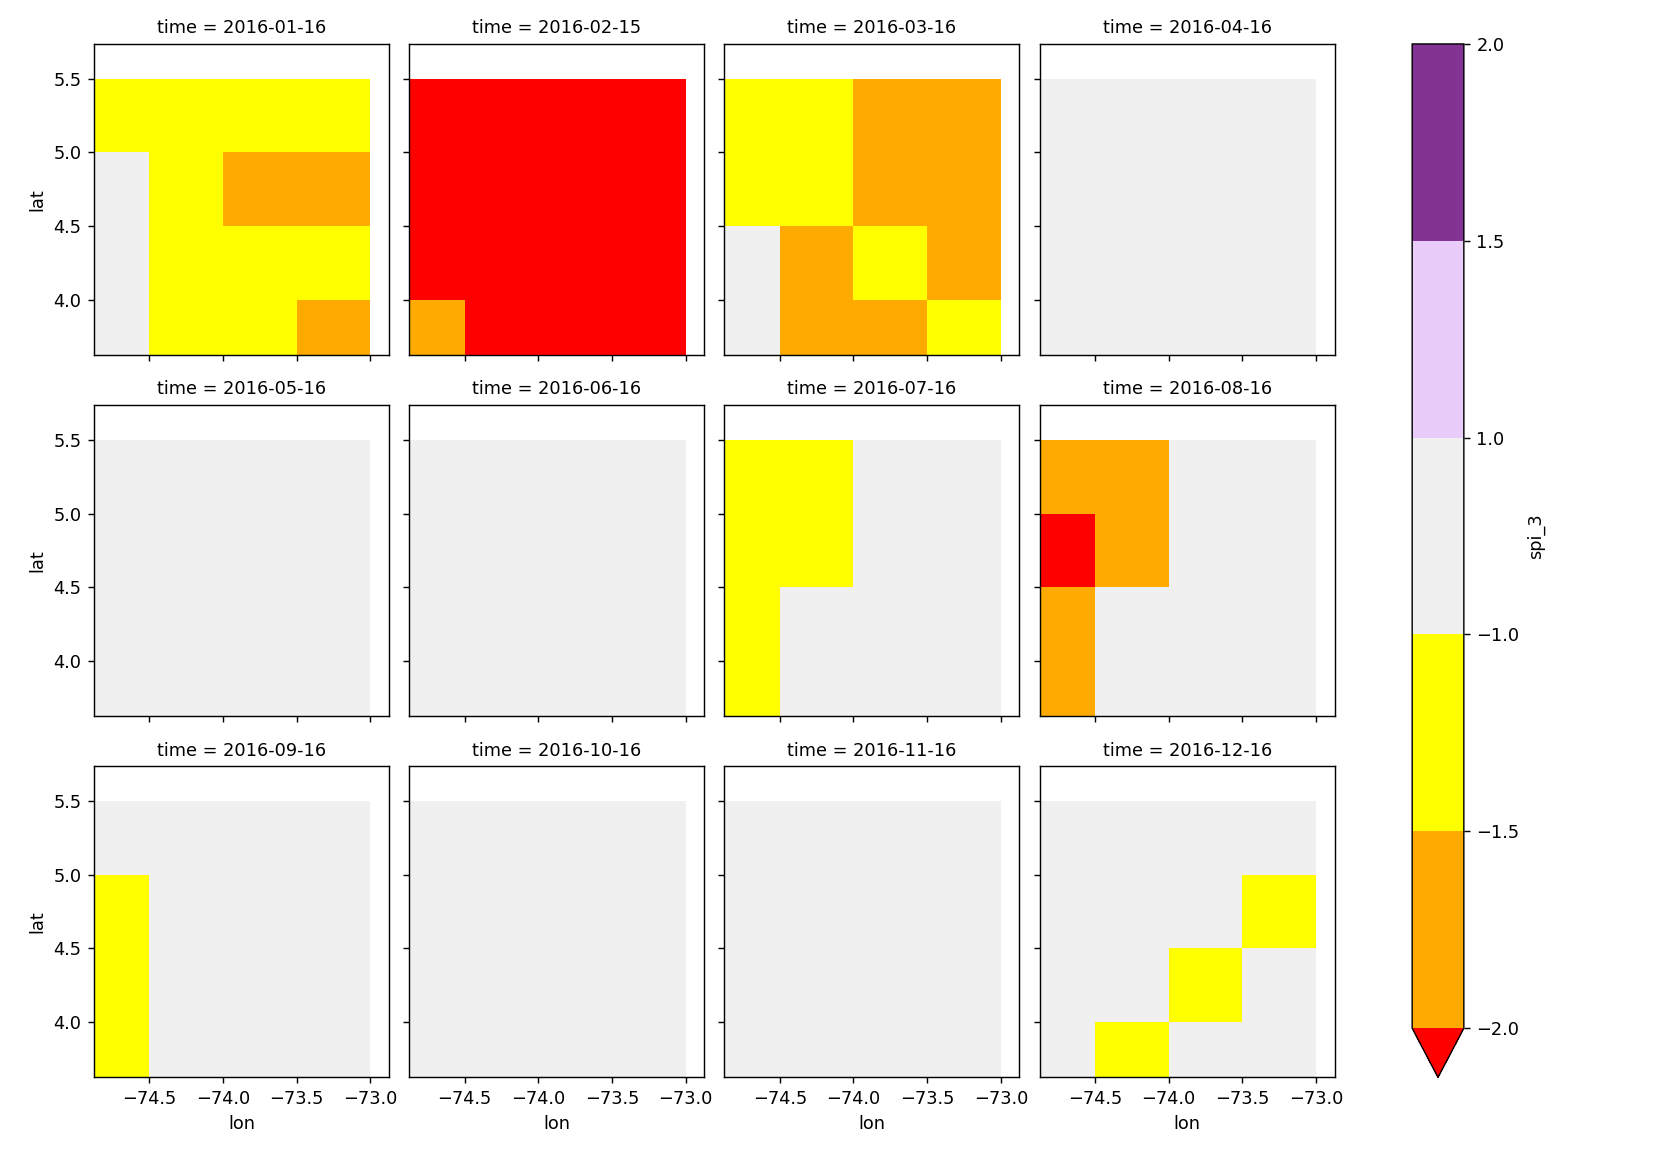 time = 2016-01-16
time = 2016-02-15
time = 2016-03-16
time = 2016-04-16
5.5
5.0
4.5
4.0
lat
time = 2016-05-16
time = 2016-06-16
time = 2016-07-16
time = 2016-08-16
5.5
5.0
4.5
4.0
lat
time = 2016-09-16
time = 2016-10-16
time = 2016-11-16
time = 2016-12-16
5.5
5.0
4.5
4.0
lat
−74.5 −74.0 −73.5 −73.0
lon
−74.5 −74.0 −73.5 −73.0
lon
−74.5 −74.0 −73.5 −73.0
lon
−74.5 −74.0 −73.5 −73.0
lon
2.0
1.5
1.0
−1.0
−1.5
−2.0
spi_3